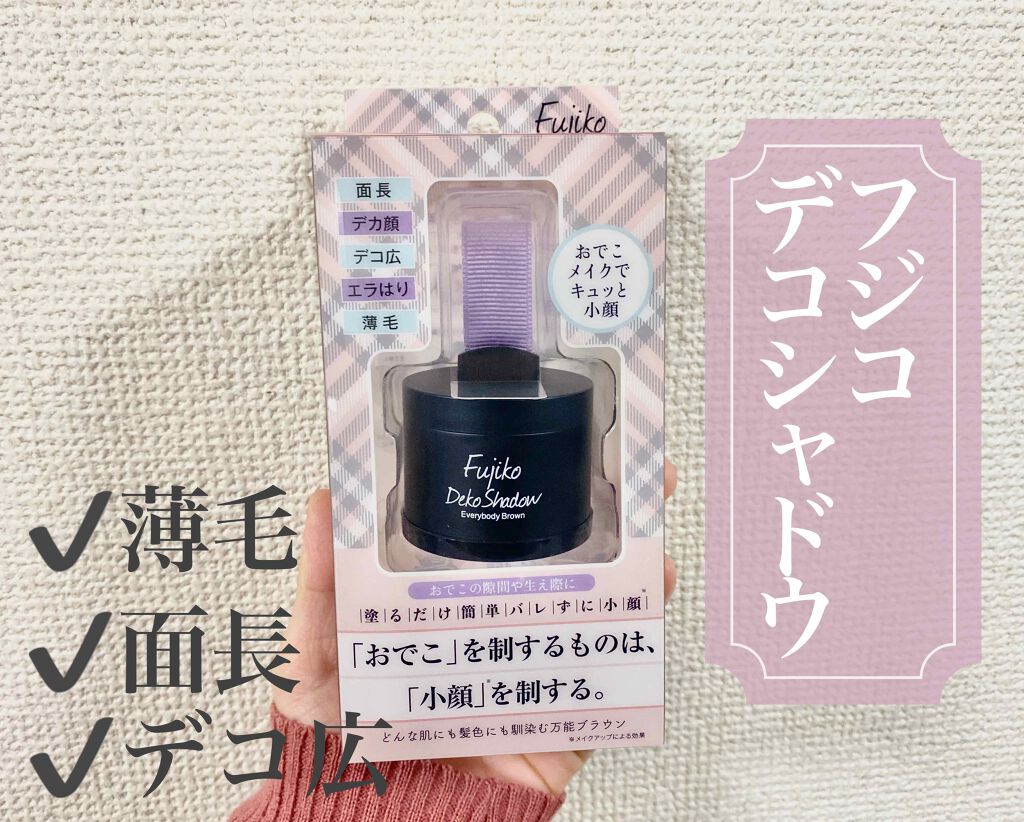 Fujiko
面長
デカ顔
デコ広
エラはり
薄毛
おでこ
メイクで
キュッと
小顔
Fujiko
Deko Shadow
Everybody Brown
おでこの隙間や生え際に
塗るだけ簡単バレずに小顔※
「おでこ」を制するものは、
「小顔」※を制する。
どんな肌にも髪色にも馴染む万能ブラウン
※メイクアップによる効果
フジコ
デコシャドウ
薄毛
面長
デコ広